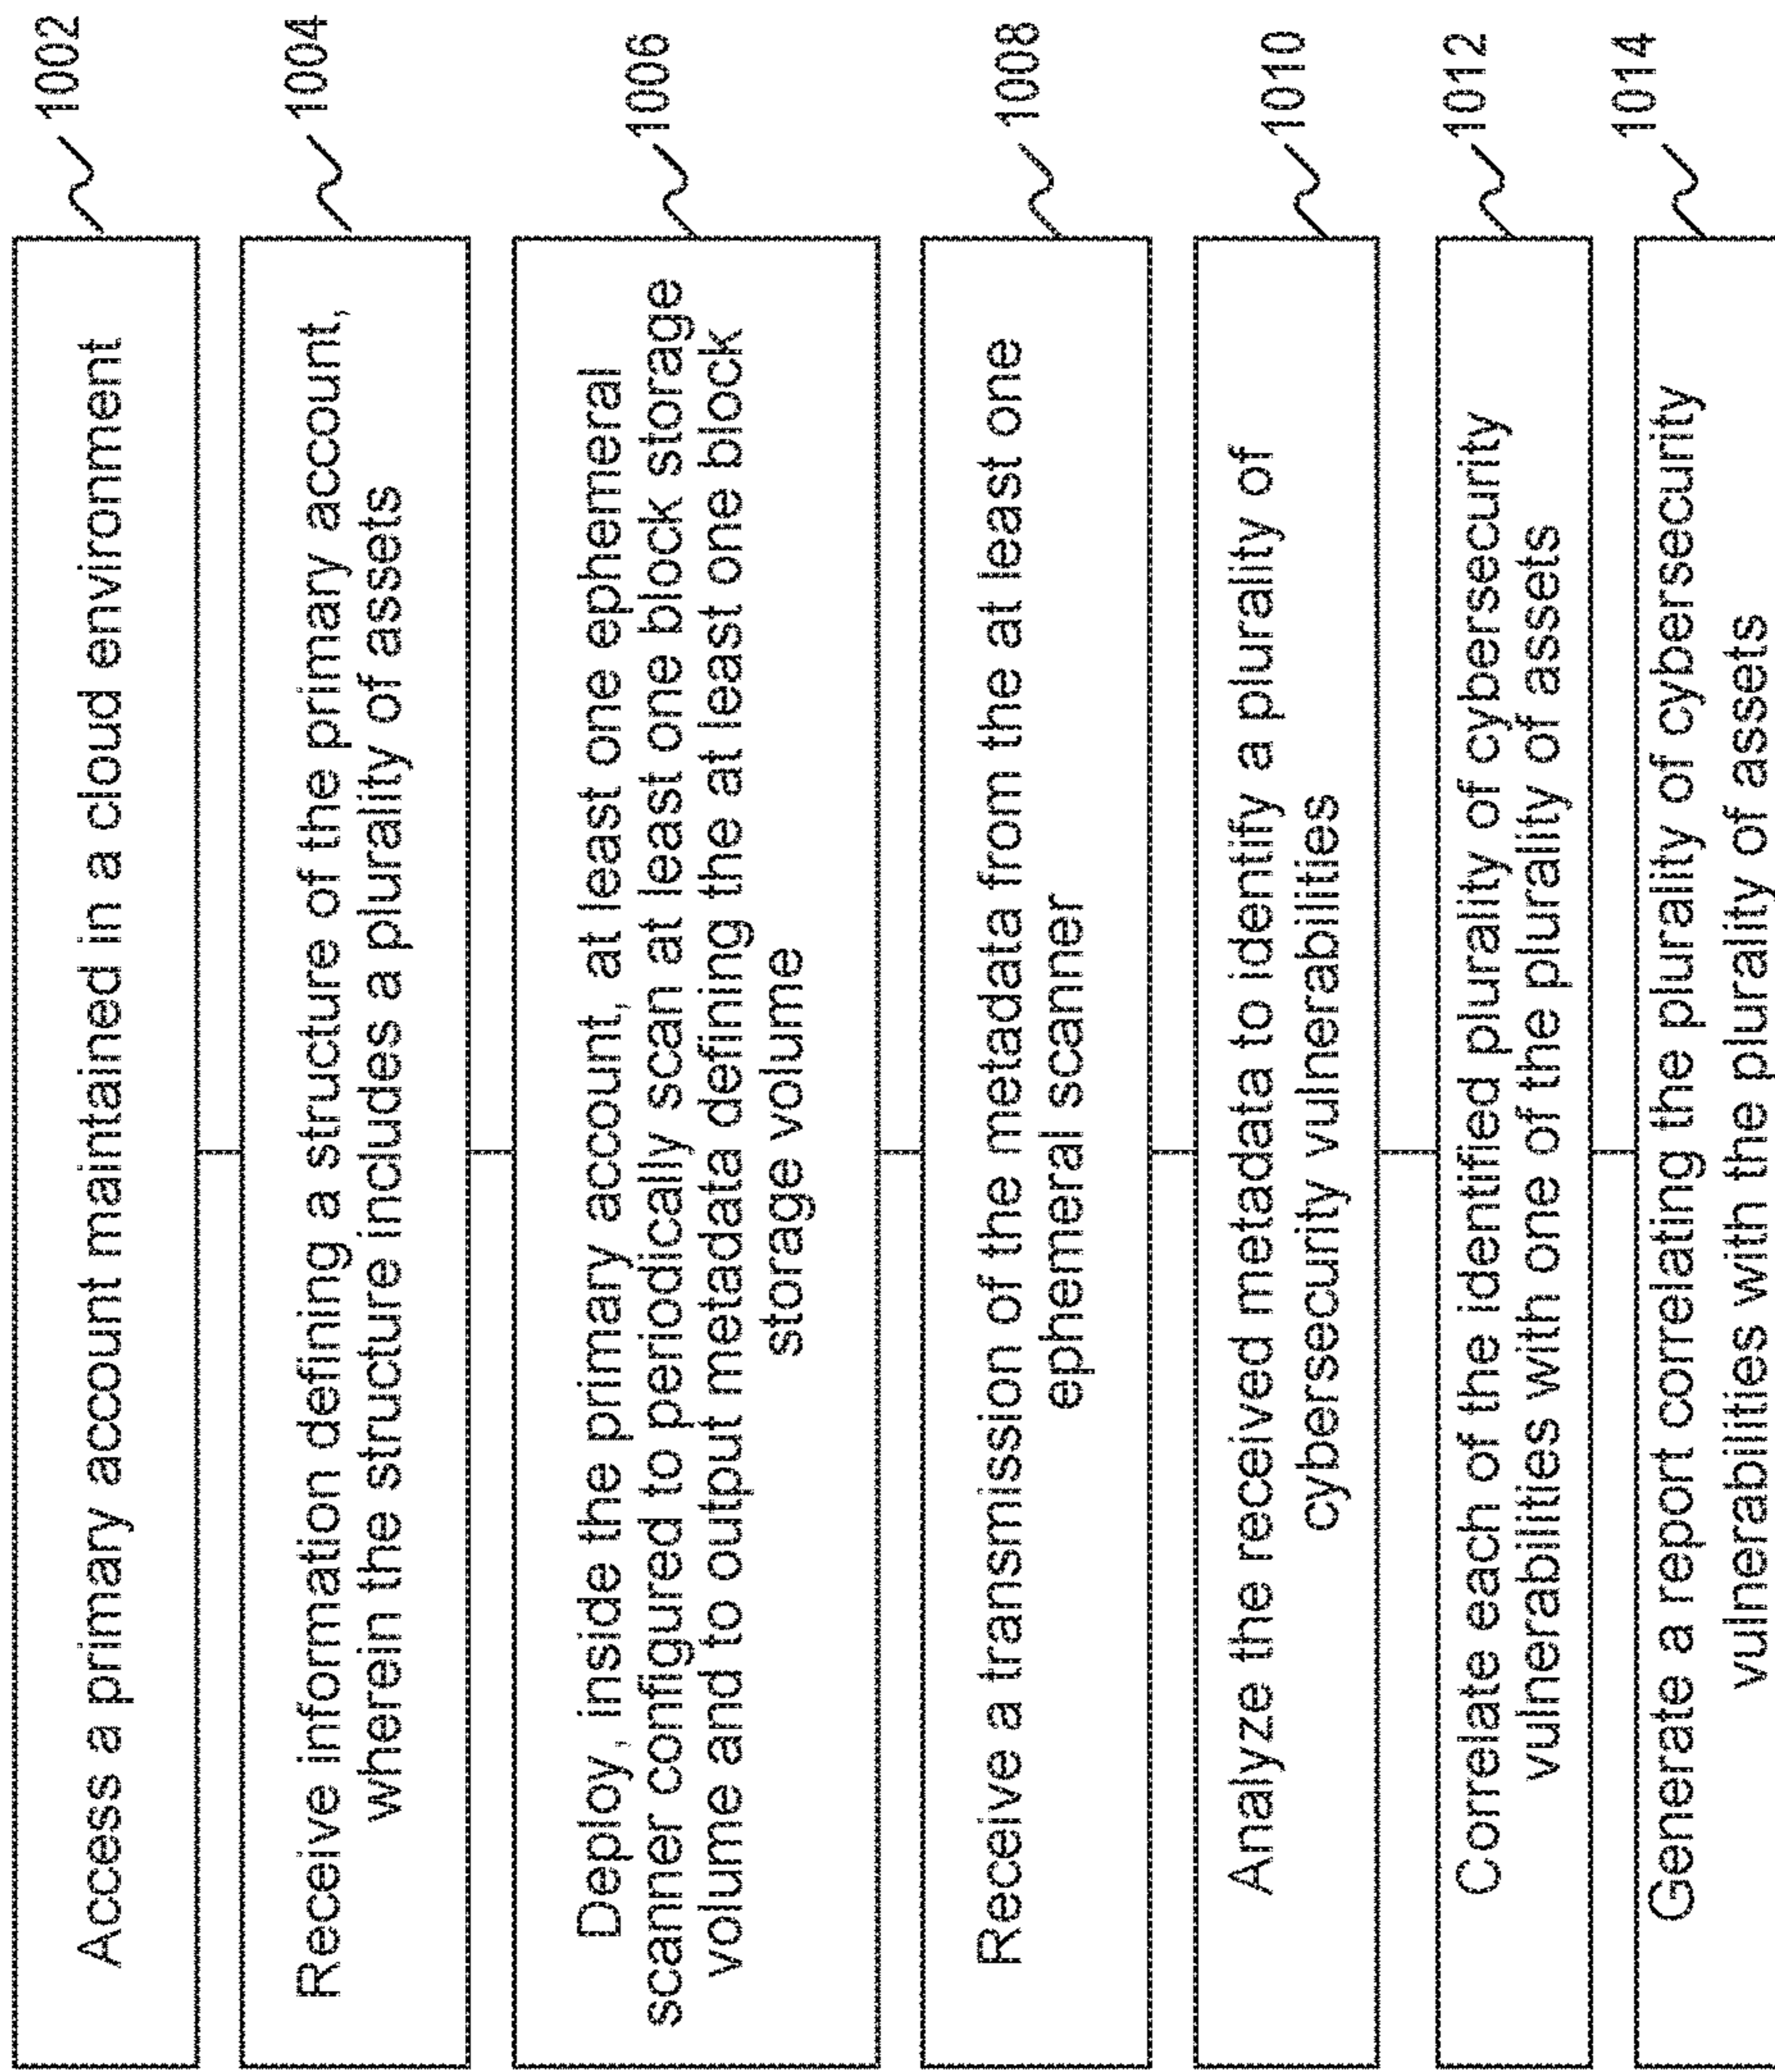 Access a primary account maintained in a cloud environment
1002
Receive information defining a structure of the primary account,
wherein the structure includes a plurality of assets
1004
Deploy, inside the primary account, at least one ephemeral
scanner configured to periodically scan at least one block storage
volume and to output metadata defining the at least one block
storage volume
1006
Receive a transmission of the metadata from the at least one
ephemeral scanner
1008
Analyze the received metadata to identify a plurality of
cybersecurity vulnerabilities
1010
Correlate each of the identified plurality of cybersecurity
vulnerabilities with one of the plurality of assets
1012
Generate a report correlating the plurality of cybersecurity
vulnerabilities with the plurality of assets
1014